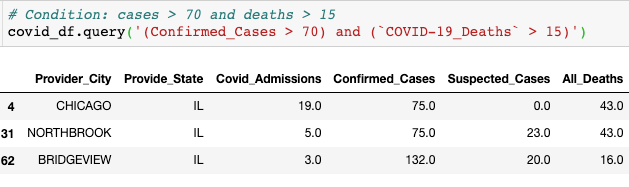 # Condition: cases > 70 and deaths > 15
covid_df.query('(Confirmed_Cases > 70) and (`COVID-19_Deaths` > 15)')
Provider_City Provide_State Covid_Admissions Confirmed_Cases Suspected_Cases All_Deaths
4 CHICAGO IL 19.0 75.0 0.0 43.0
31 NORTHBROOK IL 5.0 75.0 23.0 43.0
62 BRIDGEVIEW IL 3.0 132.0 20.0 16.0